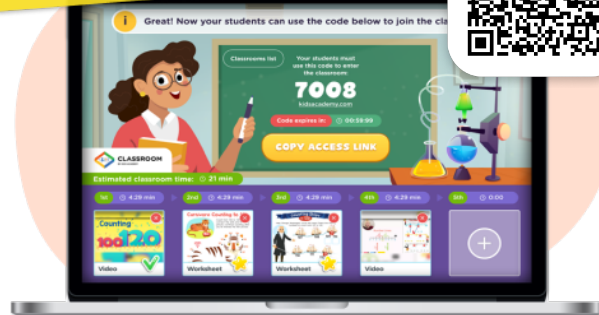 i Great! Now your students can use the code below to join the cla
Classrooms list
Your students must
use this code to enter
the classroom
7008
kidsacademy.com
Code expires in: 00:59:99
COPY ACCESS LINK
CLASSROOM
Estimated classroom time: 21 min
1st 4:29 min
2nd 4:29 min
3rd 4:29 min
4th 4:29 min
5th 0:00
Counting
100 120
Video
Worksheet
Worksheet
Video